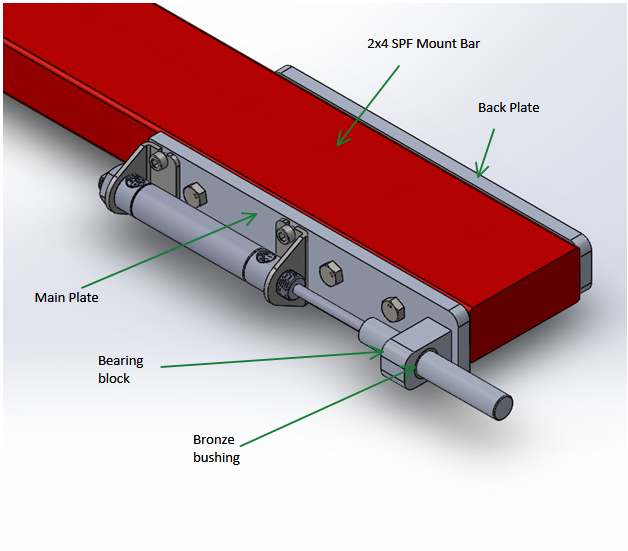 2x4 SPF Mount Bar
Back Plate
Main Plate
Bearing
block
Bronze
bushing